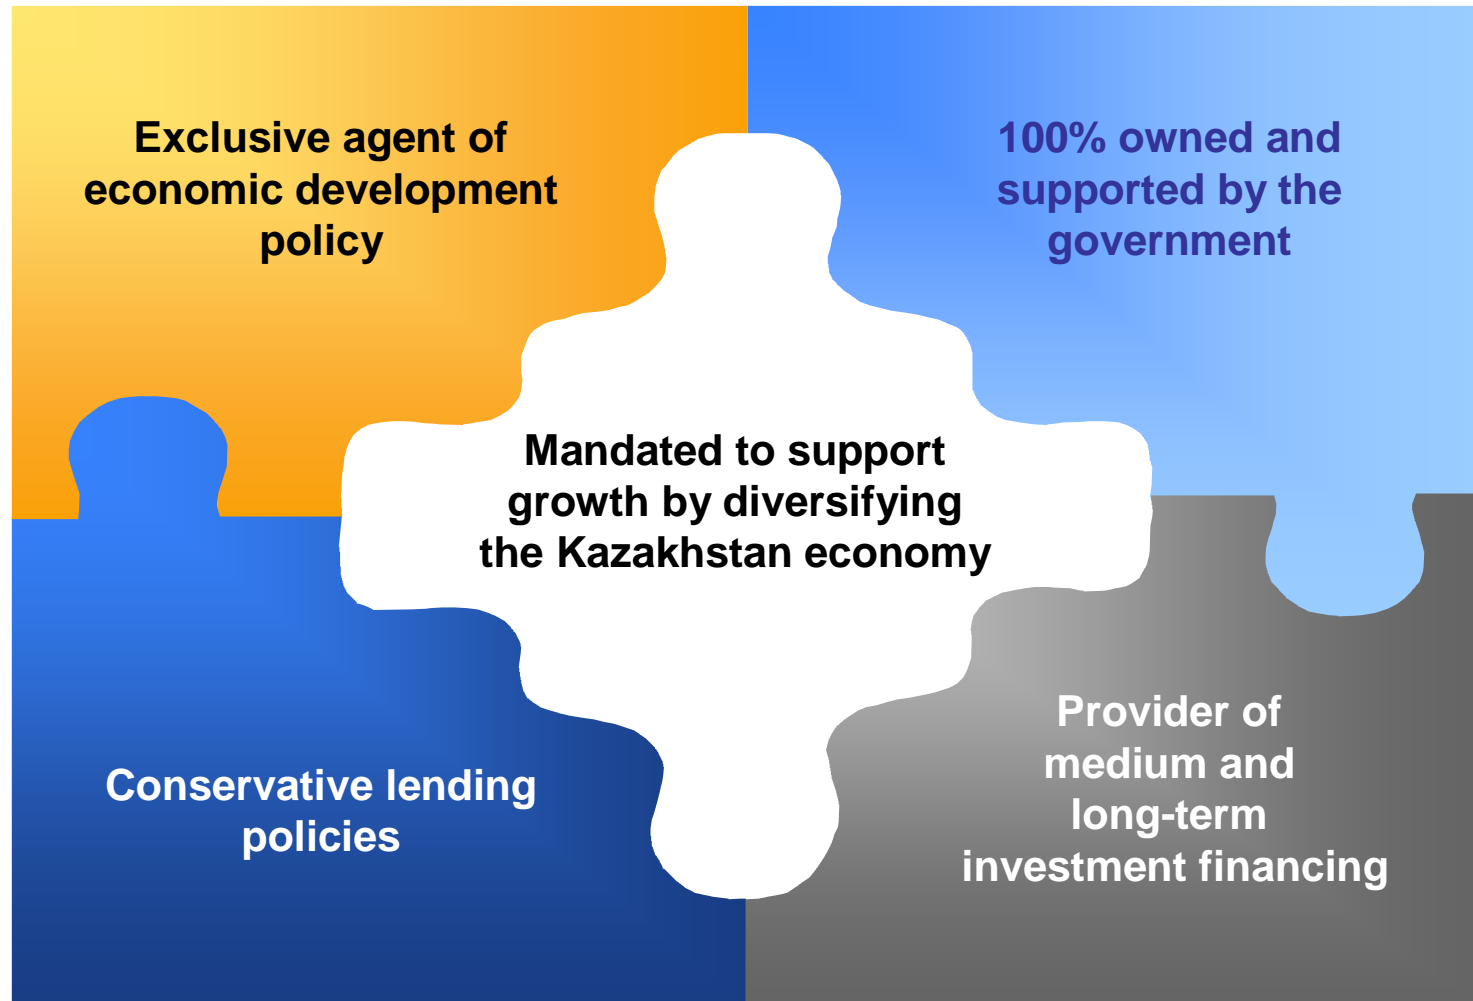 Exclusive agent of
economic development
policy
100% owned and
supported by the
government
Mandated to support
growth by diversifying
the Kazakhstan economy
Conservative lending
policies
Provider of
medium and
long-term
investment financing